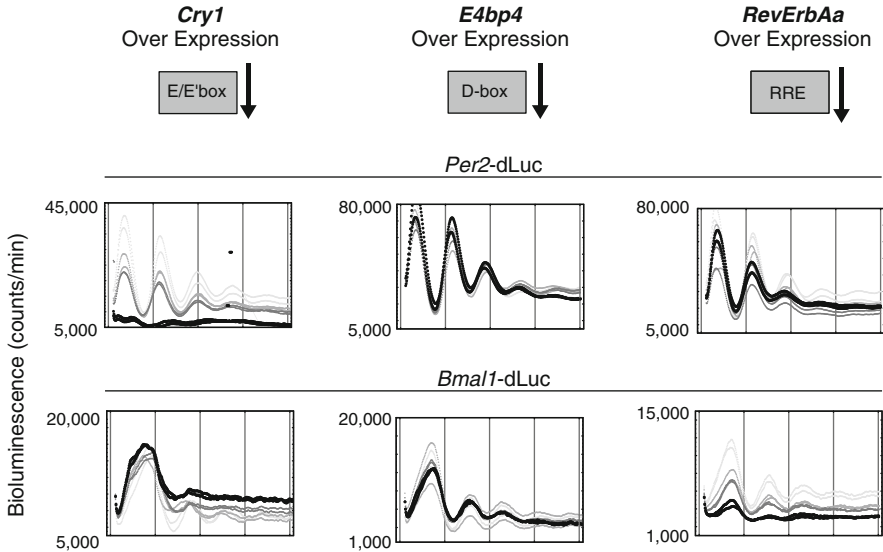 Cry1
Over Expression
E4bp4
Over Expression
RevErbAa
Over Expression
E/E'box
D-box
RRE
Per2-dLuc
45,000
5,000
80,000
5,000
80,000
5,000
Bmal1-dLuc
20,000
5,000
20,000
1,000
15,000
1,000
Bioluminescence (counts/min)